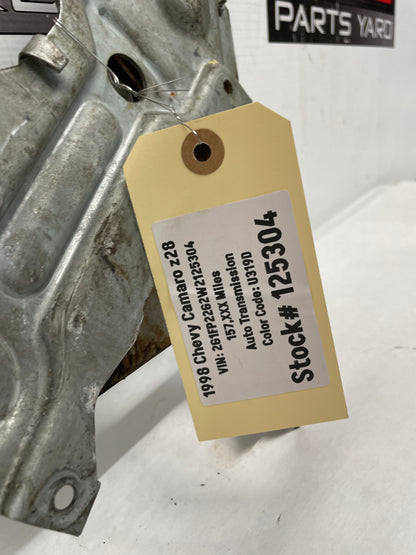 PARTS YARD
1998 Chevy Camaro z28
VIN: 2G1FP22G2W2125304
157,XXX Miles
Auto Transmission
Color Code: U319D
Stock# 125304